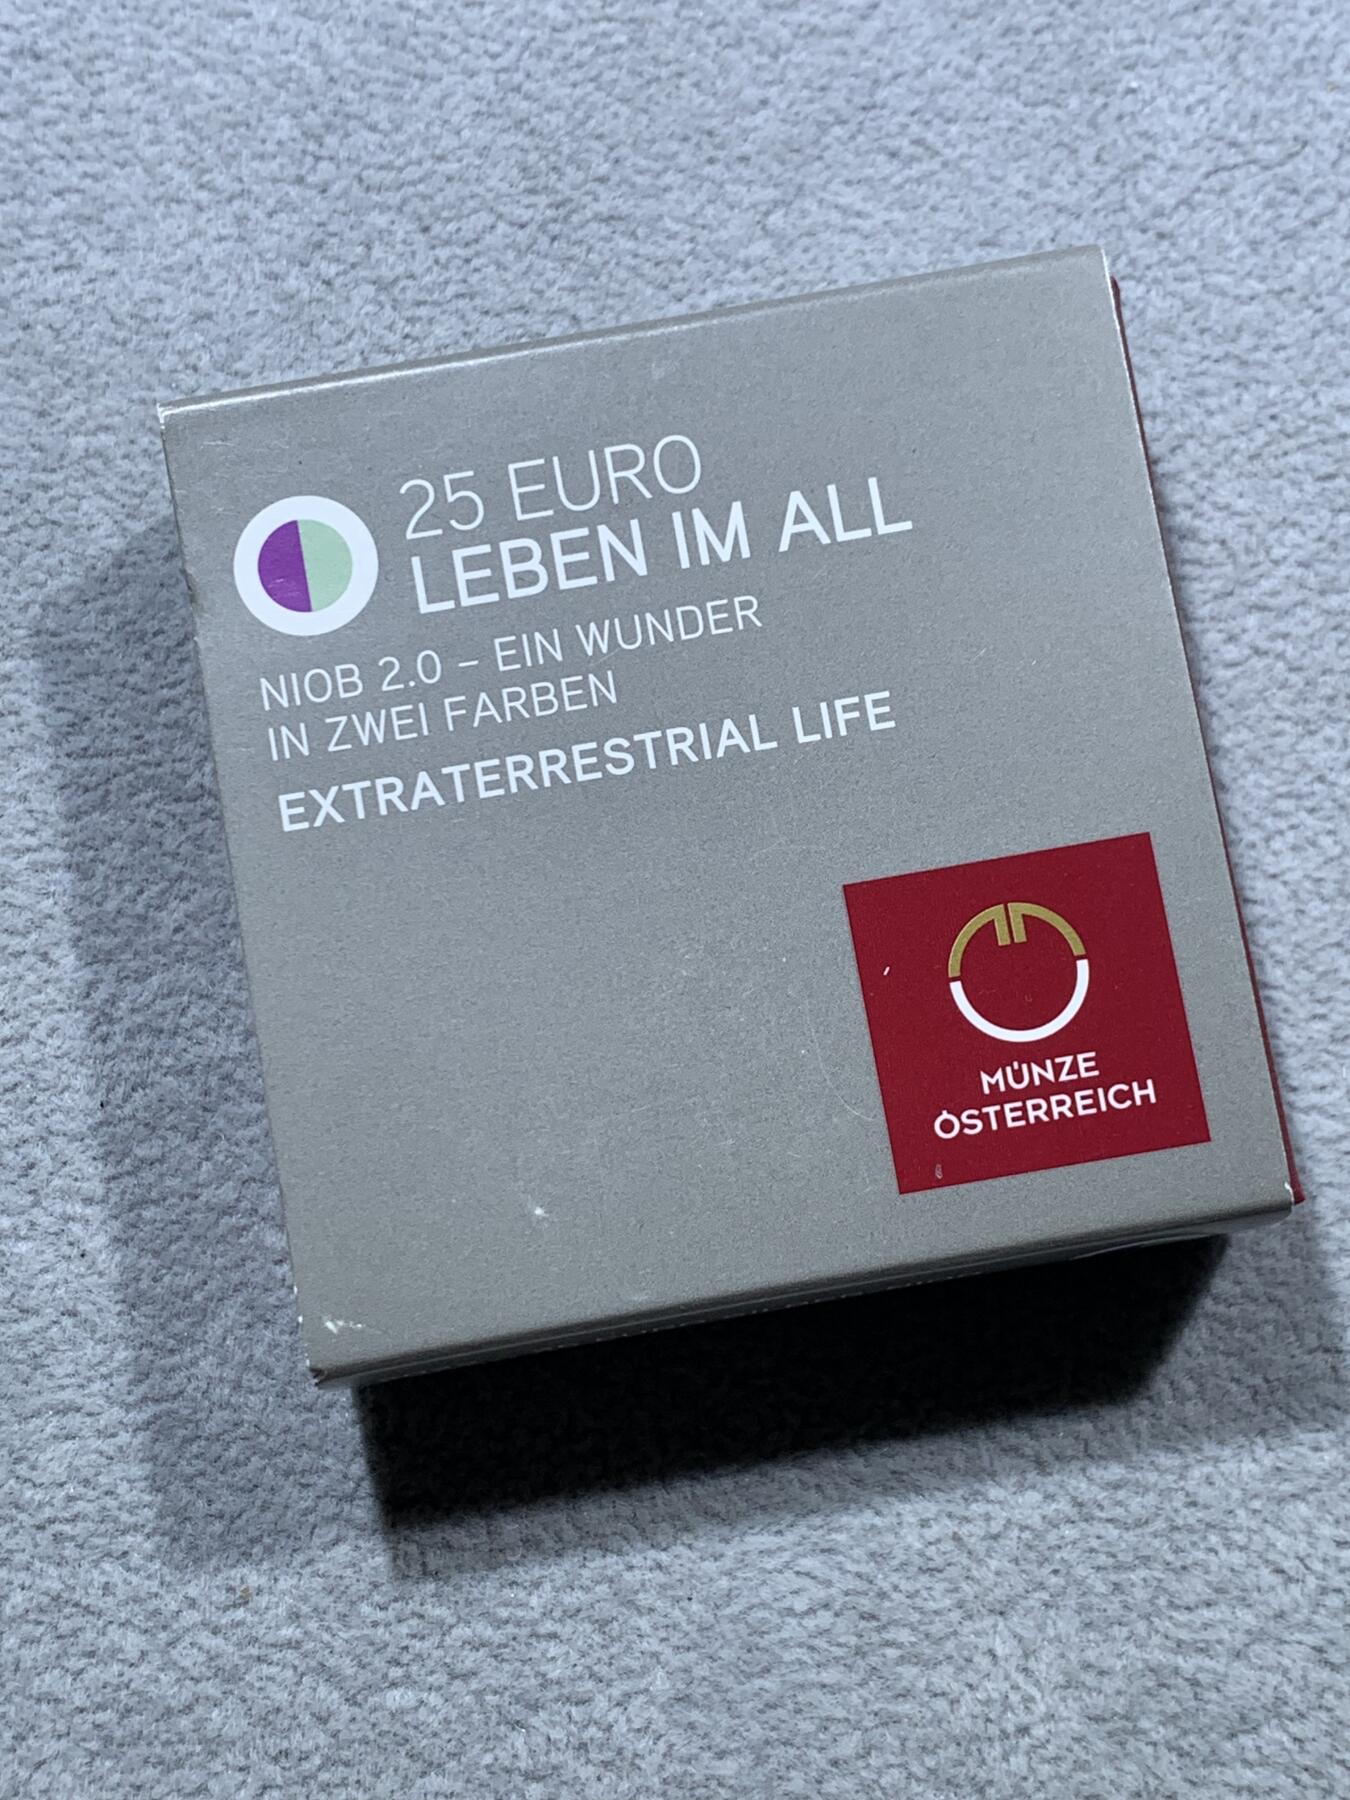 25 EURO
LEBEN IM ALL
NIOB 2.0 – EIN WUNDER
IN ZWEI FARBEN
EXTRATERRESTRIAL LIFE
MÜNZE
ÖSTERREICH